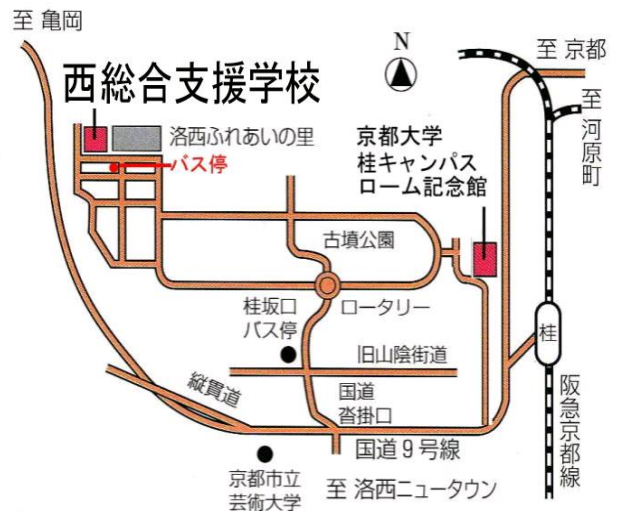 至 亀岡
N
至 京都
西総合支援学校
至 河原町
洛西ふれあいの里
バス停
京都大学
桂キャンパス
ローム記念館
古墳公園
桂坂口
バス停
ロータリー
桂
旧山陰街道
縦貫道
国道
沓掛口
阪急京都線
国道9号線
京都市立
芸術大学
至 洛西ニュータウン